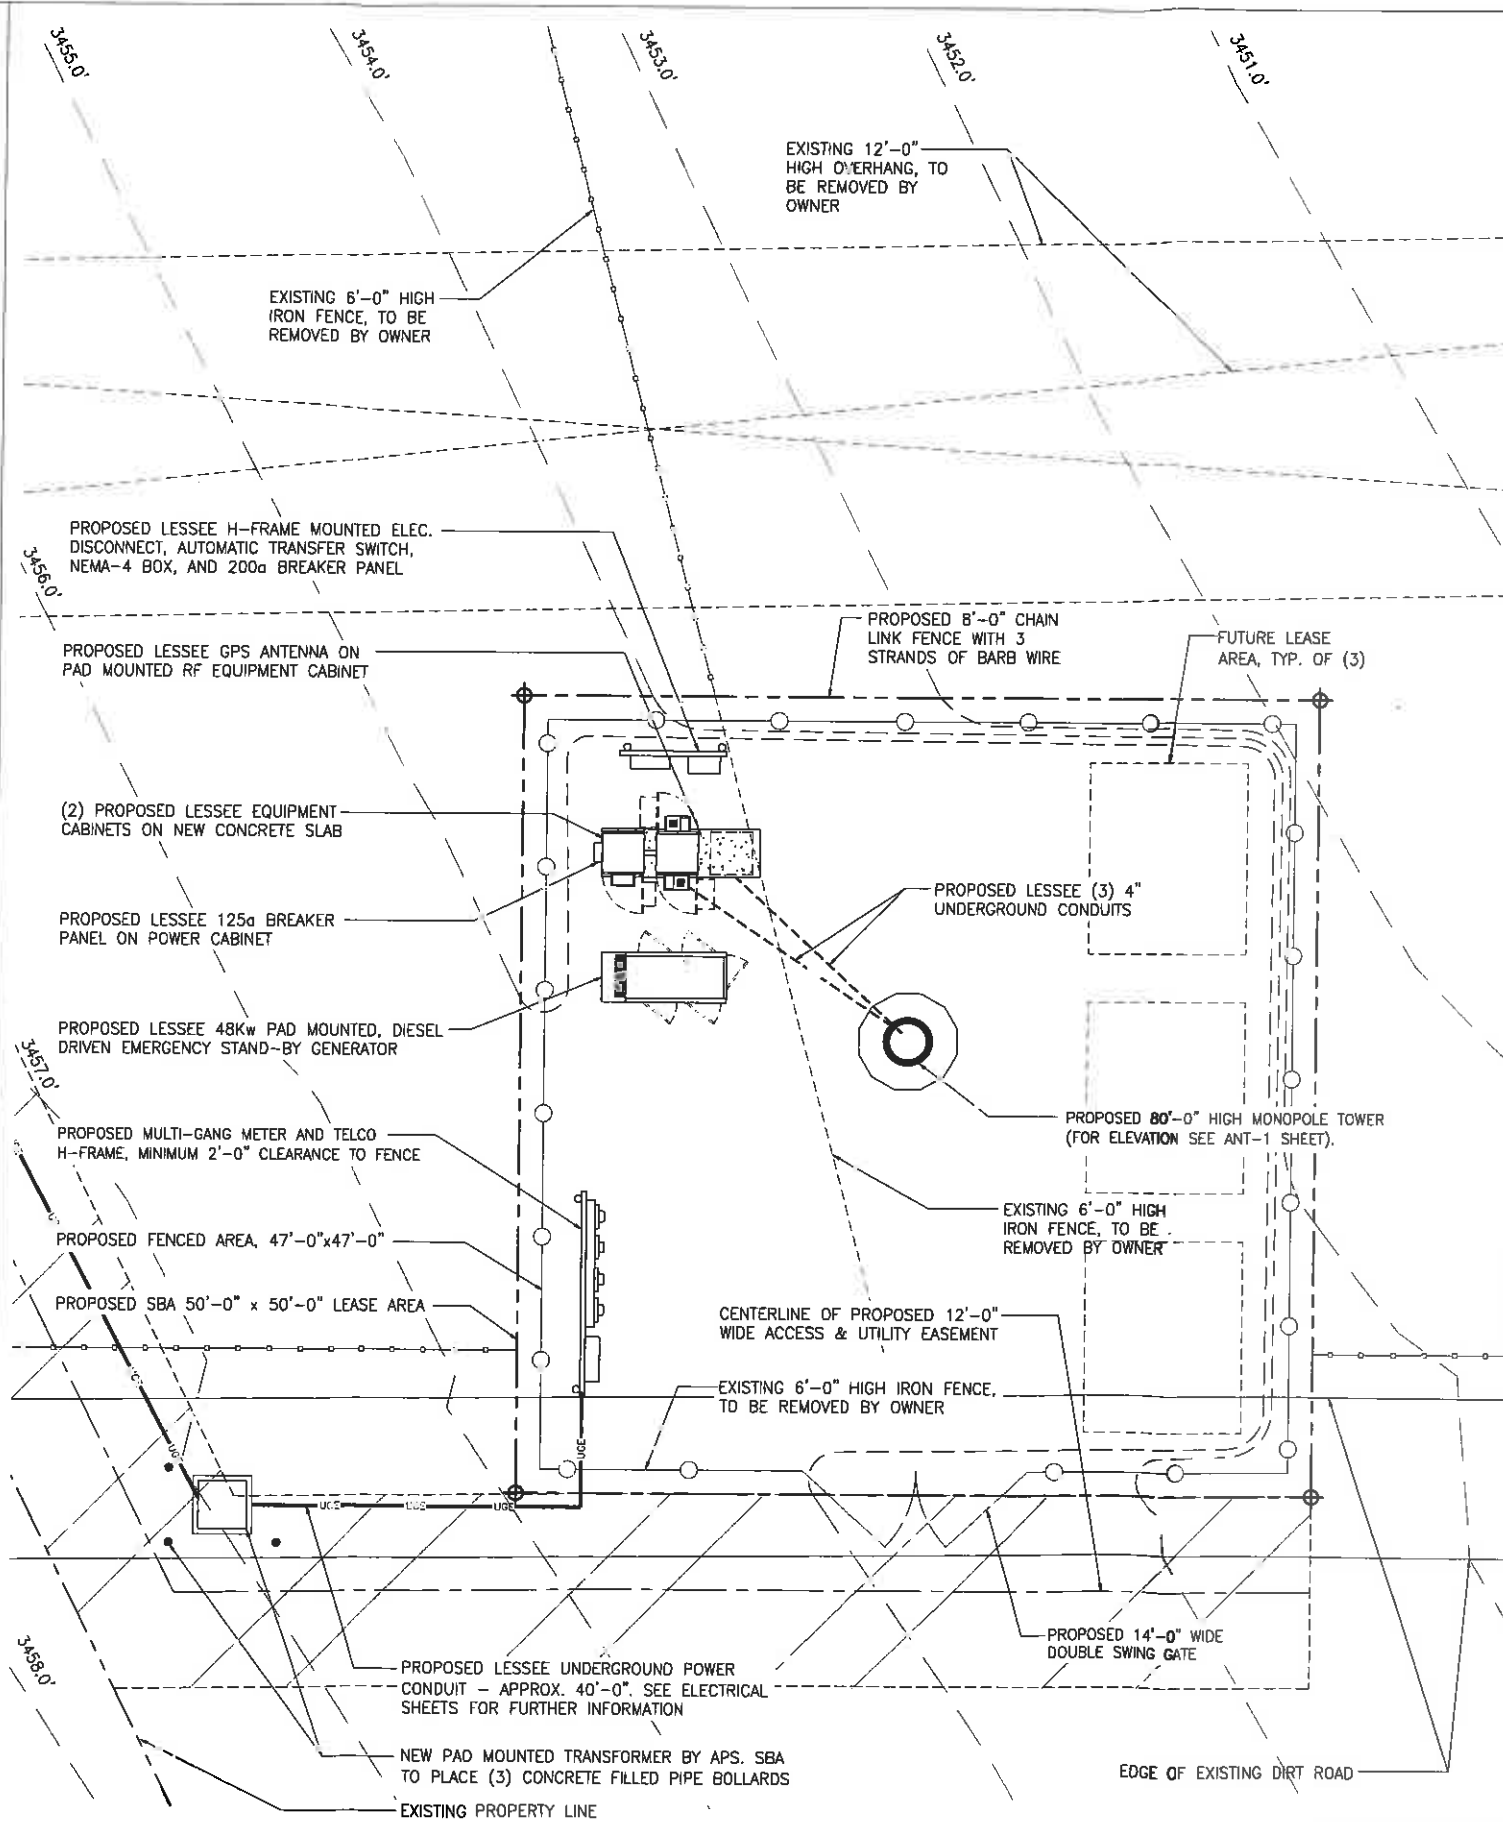 3455.0'
3454.0'
3453.0'
3452.0'
3451.0'
EXISTING 12'-0"
HIGH OVERHANG, TO
BE REMOVED BY
OWNER
EXISTING 6'-0" HIGH
IRON FENCE, TO BE
REMOVED BY OWNER
PROPOSED LESSEE H-FRAME MOUNTED ELEC.
DISCONNECT, AUTOMATIC TRANSFER SWITCH,
NEMA-4 BOX, AND 200a BREAKER PANEL
3456.0'
PROPOSED 8'-0" CHAIN
LINK FENCE WITH 3
STRANDS OF BARB WIRE
FUTURE LEASE
AREA, TYP. OF (3)
PROPOSED LESSEE GPS ANTENNA ON
PAD MOUNTED RF EQUIPMENT CABINET
(2) PROPOSED LESSEE EQUIPMENT
CABINETS ON NEW CONCRETE SLAB
PROPOSED LESSEE (3) 4"
UNDERGROUND CONDUITS
PROPOSED LESSEE 125a BREAKER
PANEL ON POWER CABINET
PROPOSED LESSEE 48Kw PAD MOUNTED, DIESEL
DRIVEN EMERGENCY STAND-BY GENERATOR
3457.0'
PROPOSED 80'-0" HIGH MONOPOLE TOWER
(FOR ELEVATION SEE ANT-1 SHEET).
PROPOSED MULTI-GANG METER AND TELCO
H-FRAME, MINIMUM 2'-0" CLEARANCE TO FENCE
EXISTING 6'-0" HIGH
IRON FENCE, TO BE
REMOVED BY OWNER
PROPOSED FENCED AREA, 47'-0"x47'-0"
PROPOSED SBA 50'-0" x 50'-0" LEASE AREA
CENTERLINE OF PROPOSED 12'-0"
WIDE ACCESS & UTILITY EASEMENT
EXISTING 6'-0" HIGH IRON FENCE,
TO BE REMOVED BY OWNER
UGE
UGE
UGE
UGE
UGE
PROPOSED 14'-0" WIDE
DOUBLE SWING GATE
3458.0'
PROPOSED LESSEE UNDERGROUND POWER
CONDUIT - APPROX. 40'-0". SEE ELECTRICAL
SHEETS FOR FURTHER INFORMATION
NEW PAD MOUNTED TRANSFORMER BY APS. SBA
TO PLACE (3) CONCRETE FILLED PIPE BOLLARDS
EDGE OF EXISTING DIRT ROAD
EXISTING PROPERTY LINE